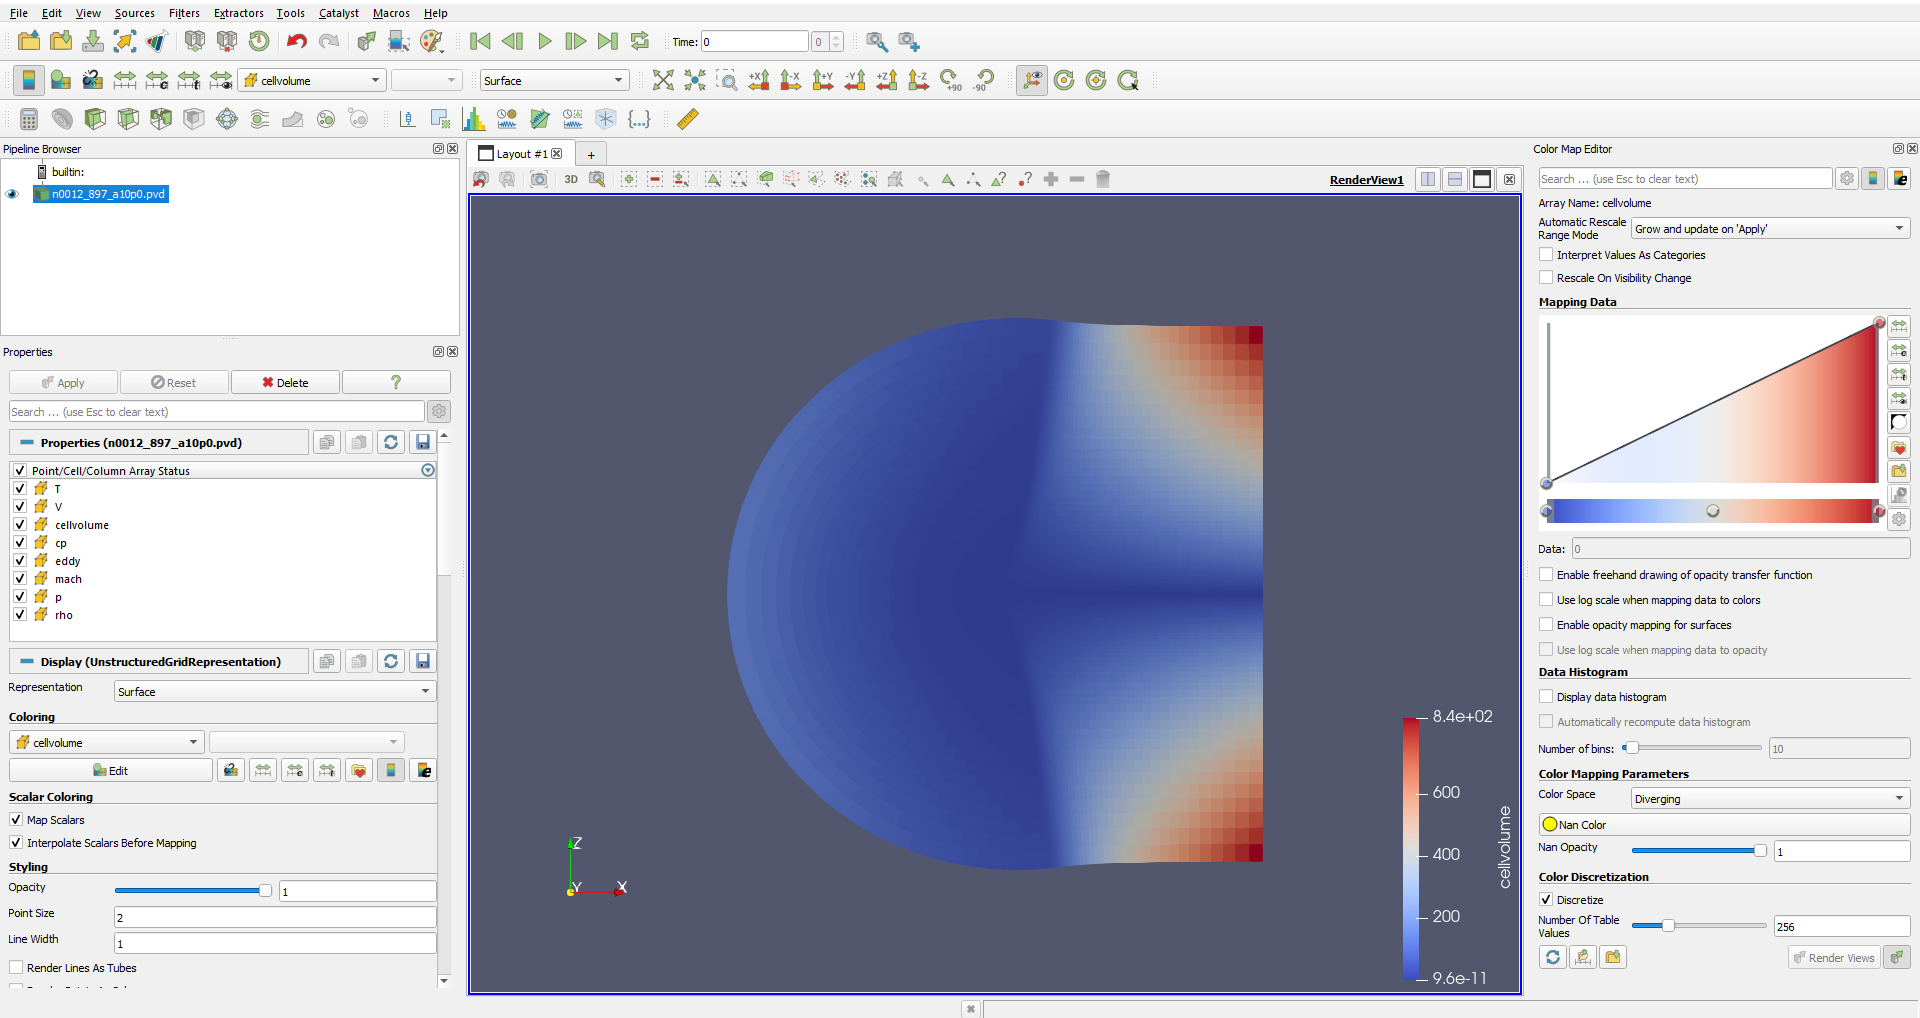 File Edit View Sources Filters Extractors Tools Catalyst Macros Help
Time: 0 0
cellvolume Surface +X -X +Y -Y +Z -Z +90 -90
Pipeline Browser
builtin:
n0012_897_a10p0.pvd
Properties
Apply Reset Delete ?
Search ... (use Esc to clear text)
Properties (n0012_897_a10p0.pvd)
Point/Cell/Column Array Status
T
V
cellvolume
cp
eddy
mach
p
rho
Display (UnstructuredGridRepresentation)
Representation Surface
Coloring
cellvolume
Edit
Scalar Coloring
Map Scalars
Interpolate Scalars Before Mapping
Styling
Opacity 1
Point Size 2
Line Width 1
Render Lines As Tubes
Layout #1 +
3D RenderView1
Z
Y X
8.4e+02
600
400
200
9.6e-11
cellvolume
Color Map Editor
Search ... (use Esc to clear text)
Array Name: cellvolume
Automatic Rescale Range Mode Grow and update on 'Apply'
Interpret Values As Categories
Rescale On Visibility Change
Mapping Data
Data: 0
Enable freehand drawing of opacity transfer function
Use log scale when mapping data to colors
Enable opacity mapping for surfaces
Use log scale when mapping data to opacity
Data Histogram
Display data histogram
Automatically recompute data histogram
Number of bins: 10
Color Mapping Parameters
Color Space Diverging
Nan Color
Nan Opacity 1
Color Discretization
Discretize
Number Of Table Values 256
Render Views